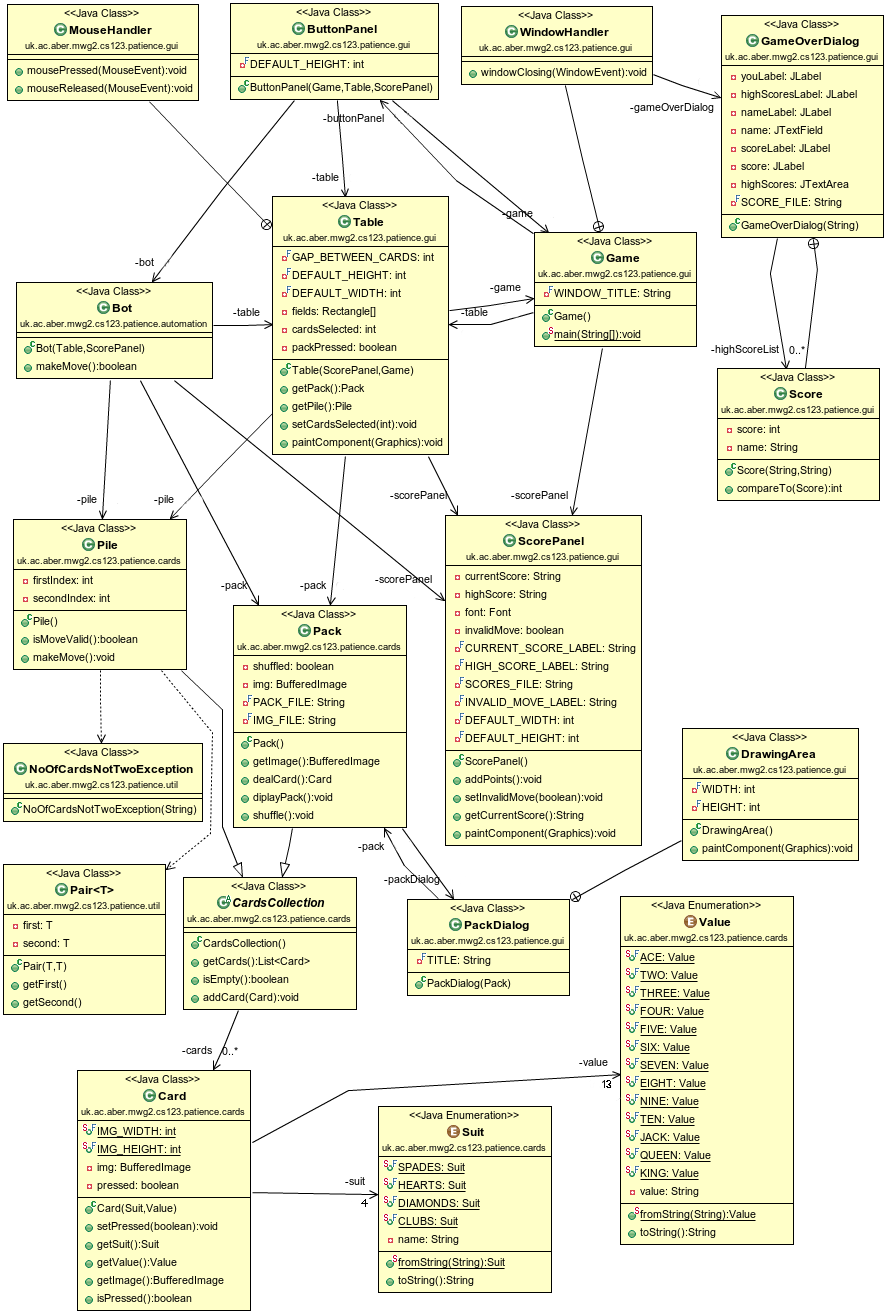 <<Java Class>>
MouseHandler
uk.ac.aber.mwg2.cs123.patience.gui
mousePressed(MouseEvent):void
mouseReleased(MouseEvent):void
<<Java Class>>
ButtonPanel
uk.ac.aber.mwg2.cs123.patience.gui
DEFAULT_HEIGHT: int
ButtonPanel(Game,Table,ScorePanel)
<<Java Class>>
WindowHandler
uk.ac.aber.mwg2.cs123.patience.gui
windowClosing(WindowEvent):void
<<Java Class>>
GameOverDialog
uk.ac.aber.mwg2.cs123.patience.gui
youLabel: JLabel
highScoresLabel: JLabel
nameLabel: JLabel
name: JTextField
scoreLabel: JLabel
score: JLabel
highScores: JTextArea
SCORE_FILE: String
GameOverDialog(String)
-gameOverDialog
-buttonPanel
-table
-game
-bot
<<Java Class>>
Table
uk.ac.aber.mwg2.cs123.patience.gui
GAP_BETWEEN_CARDS: int
DEFAULT_HEIGHT: int
DEFAULT_WIDTH: int
fields: Rectangle[]
cardsSelected: int
packPressed: boolean
Table(ScorePanel,Game)
getPack():Pack
getPile():Pile
setCardsSelected(int):void
paintComponent(Graphics):void
<<Java Class>>
Game
uk.ac.aber.mwg2.cs123.patience.gui
WINDOW_TITLE: String
Game()
main(String[]):void
-game
-table
<<Java Class>>
Bot
uk.ac.aber.mwg2.cs123.patience.automation
Bot(Table,ScorePanel)
makeMove():boolean
-table
-highScoreList
0..*
<<Java Class>>
Score
uk.ac.aber.mwg2.cs123.patience.gui
score: int
name: String
Score(String,String)
compareTo(Score):int
-pile
-pile
-scorePanel
-scorePanel
<<Java Class>>
Pile
uk.ac.aber.mwg2.cs123.patience.cards
firstIndex: int
secondIndex: int
Pile()
isMoveValid():boolean
makeMove():void
-pack
-pack
-scorePanel
<<Java Class>>
ScorePanel
uk.ac.aber.mwg2.cs123.patience.gui
currentScore: String
highScore: String
font: Font
invalidMove: boolean
CURRENT_SCORE_LABEL: String
HIGH_SCORE_LABEL: String
SCORES_FILE: String
INVALID_MOVE_LABEL: String
DEFAULT_WIDTH: int
DEFAULT_HEIGHT: int
ScorePanel()
addPoints():void
setInvalidMove(boolean):void
getCurrentScore():String
paintComponent(Graphics):void
<<Java Class>>
Pack
uk.ac.aber.mwg2.cs123.patience.cards
shuffled: boolean
img: BufferedImage
PACK_FILE: String
IMG_FILE: String
Pack()
getImage():BufferedImage
dealCard():Card
diplayPack():void
shuffle():void
<<Java Class>>
NoOfCardsNotTwoException
uk.ac.aber.mwg2.cs123.patience.util
NoOfCardsNotTwoException(String)
<<Java Class>>
DrawingArea
uk.ac.aber.mwg2.cs123.patience.gui
WIDTH: int
HEIGHT: int
DrawingArea()
paintComponent(Graphics):void
-pack
-packDialog
<<Java Class>>
Pair<T>
uk.ac.aber.mwg2.cs123.patience.util
first: T
second: T
Pair(T,T)
getFirst()
getSecond()
<<Java Class>>
CardsCollection
uk.ac.aber.mwg2.cs123.patience.cards
CardsCollection()
getCards():List<Card>
isEmpty():boolean
addCard(Card):void
<<Java Class>>
PackDialog
uk.ac.aber.mwg2.cs123.patience.gui
TITLE: String
PackDialog(Pack)
<<Java Enumeration>>
Value
uk.ac.aber.mwg2.cs123.patience.cards
ACE: Value
TWO: Value
THREE: Value
FOUR: Value
FIVE: Value
SIX: Value
SEVEN: Value
EIGHT: Value
NINE: Value
TEN: Value
JACK: Value
QUEEN: Value
KING: Value
value: String
fromString(String):Value
toString():String
-cards
0..*
-value
13
<<Java Class>>
Card
uk.ac.aber.mwg2.cs123.patience.cards
IMG_WIDTH: int
IMG_HEIGHT: int
img: BufferedImage
pressed: boolean
Card(Suit,Value)
setPressed(boolean):void
getSuit():Suit
getValue():Value
getImage():BufferedImage
isPressed():boolean
-suit
4
<<Java Enumeration>>
Suit
uk.ac.aber.mwg2.cs123.patience.cards
SPADES: Suit
HEARTS: Suit
DIAMONDS: Suit
CLUBS: Suit
name: String
fromString(String):Suit
toString():String